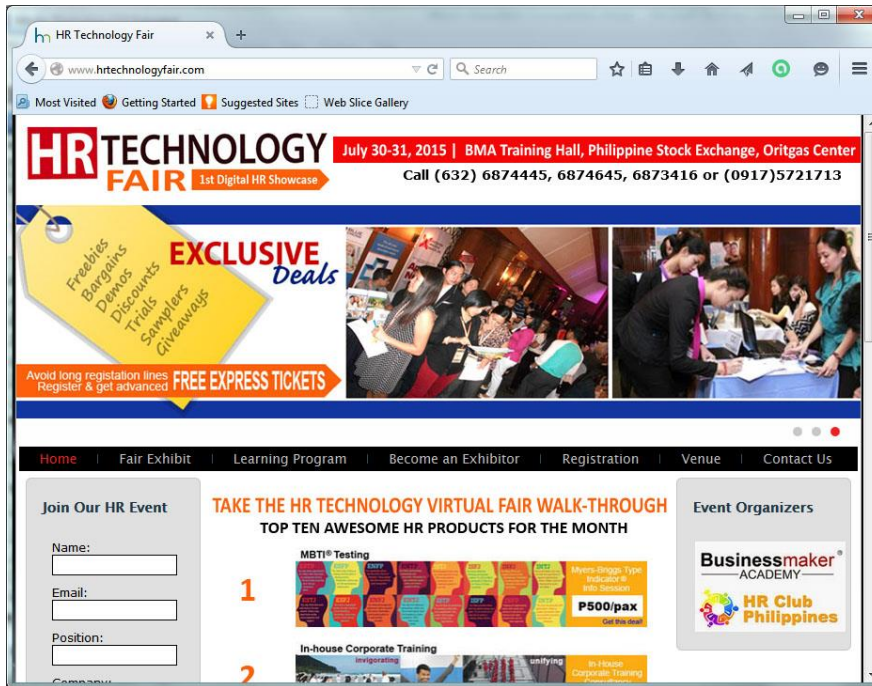 HR Technology Fair
www.hrtechnologyfair.com
Search
Most Visited Getting Started Suggested Sites Web Slice Gallery
HR TECHNOLOGY
FAIR
1st Digital HR Showcase
July 30-31, 2015 | BMA Training Hall, Philippine Stock Exchange, Oritgas Center
Call (632) 6874445, 6874645, 6873416 or (0917)5721713
Freebies
Bargains
Demos
Discounts
Trials
Samplers
Giveaways
EXCLUSIVE
Deals
Avoid long registation lines
Register & get advanced
FREE EXPRESS TICKETS
Home | Fair Exhibit | Learning Program | Become an Exhibitor | Registration | Venue | Contact Us
Join Our HR Event
Name:
Email:
Position:
Company:
TAKE THE HR TECHNOLOGY VIRTUAL FAIR WALK-THROUGH
TOP TEN AWESOME HR PRODUCTS FOR THE MONTH
1
MBTI® Testing
Myers-Briggs Type
Indicator®
Info Session
P500/pax
Get this deal!
2
In-house Corporate Training
invigorating
unifying
In-House
Corporate Training
Event Organizers
Businessmaker®
ACADEMY
HR Club
Philippines